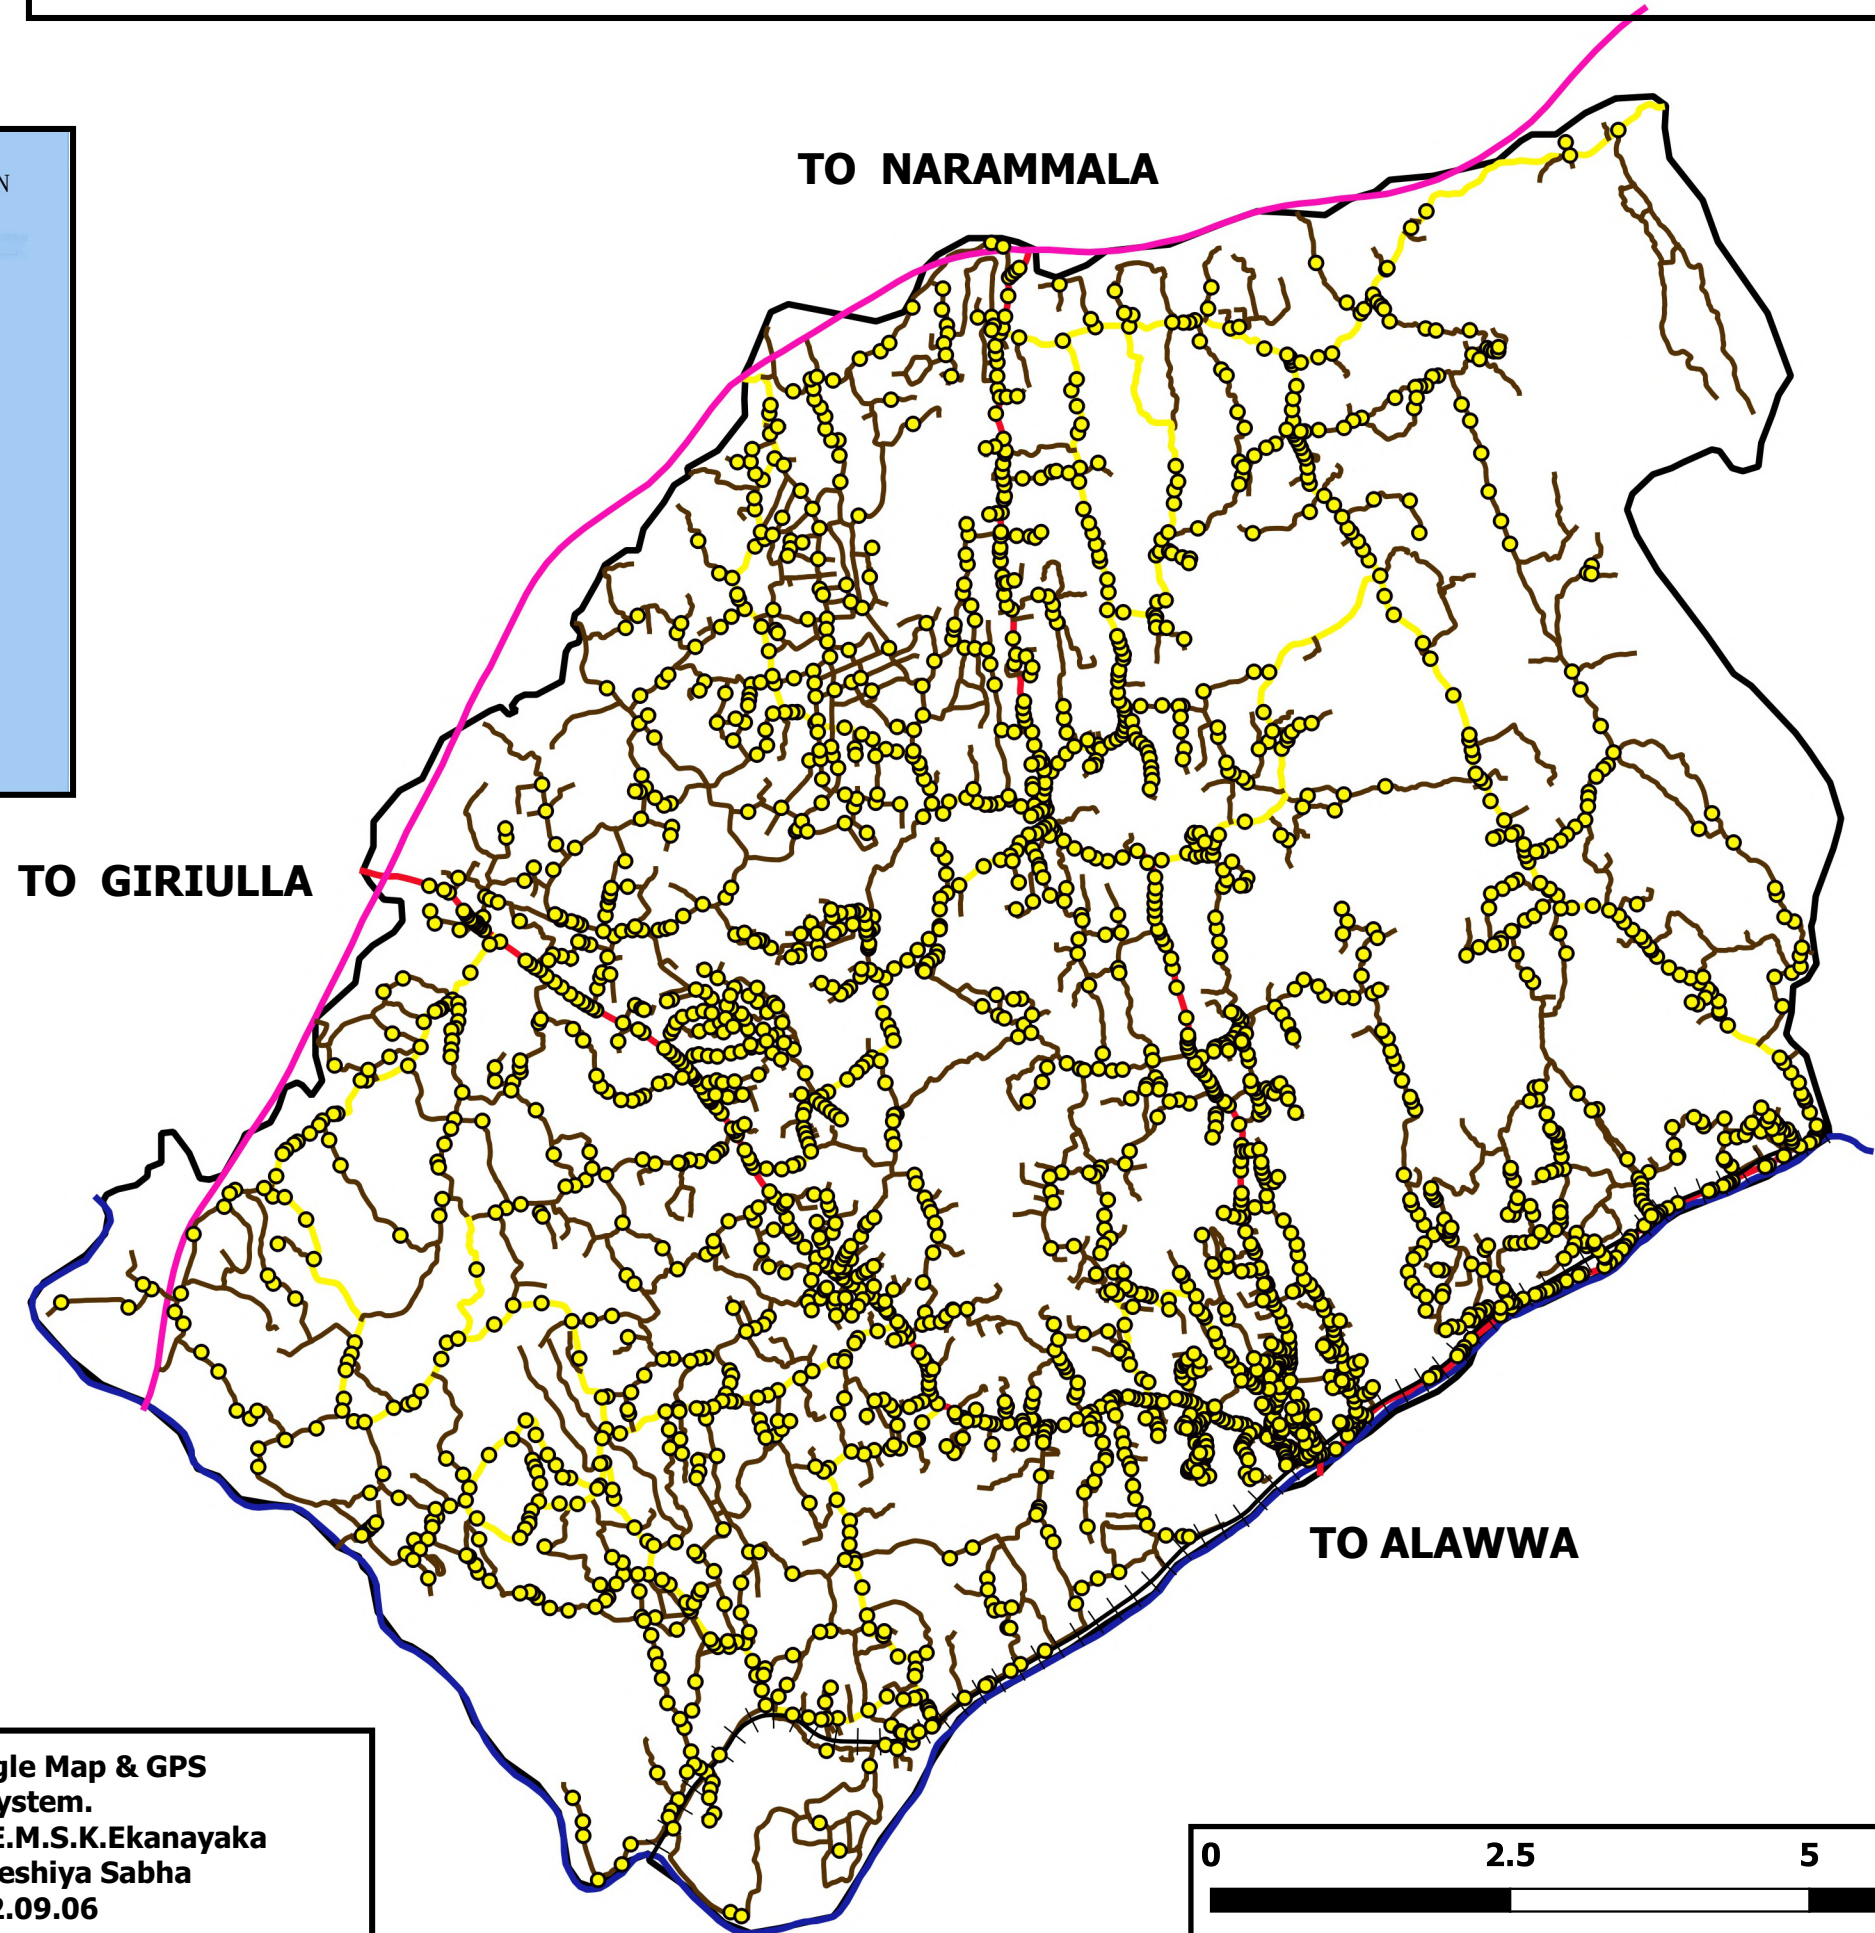 N
TO NARAMMALA
TO GIRIULLA
TO ALAWWA
gle Map & GPS
ystem.
E.M.S.K.Ekanayaka
eshiya Sabha
2.09.06
0 2.5 5